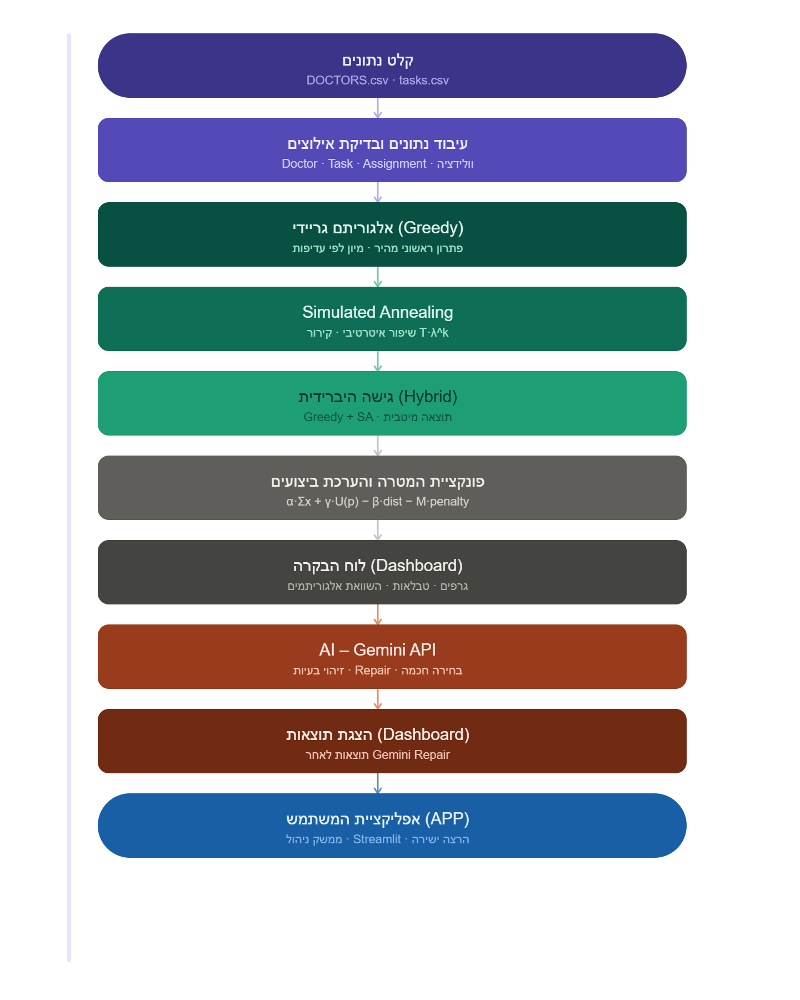 קלט נתונים
DOCTORS.csv · tasks.csv
עיבוד נתונים ובדיקת אילוצים
Doctor · Task · Assignment · וולידציה
אלגוריתם גריידי (Greedy)
פתרון ראשוני מהיר · מיון לפי עדיפות
Simulated Annealing
שיפור איטרטיבי · קירור T·λ^k
גישה היברידית (Hybrid)
Greedy + SA · תוצאה מיטבית
פונקציית המטרה והערכת ביצועים
α·Σx + γ·U(p) − β·dist − M·penalty
לוח הבקרה (Dashboard)
גרפים · טבלאות · השוואת אלגוריתמים
AI – Gemini API
בחירה חכמה · Repair · זיהוי בעיות
הצגת תוצאות (Dashboard)
תוצאות לאחר Gemini Repair
אפליקציית המשתמש (APP)
הרצה ישירה · Streamlit · ממשק ניהול